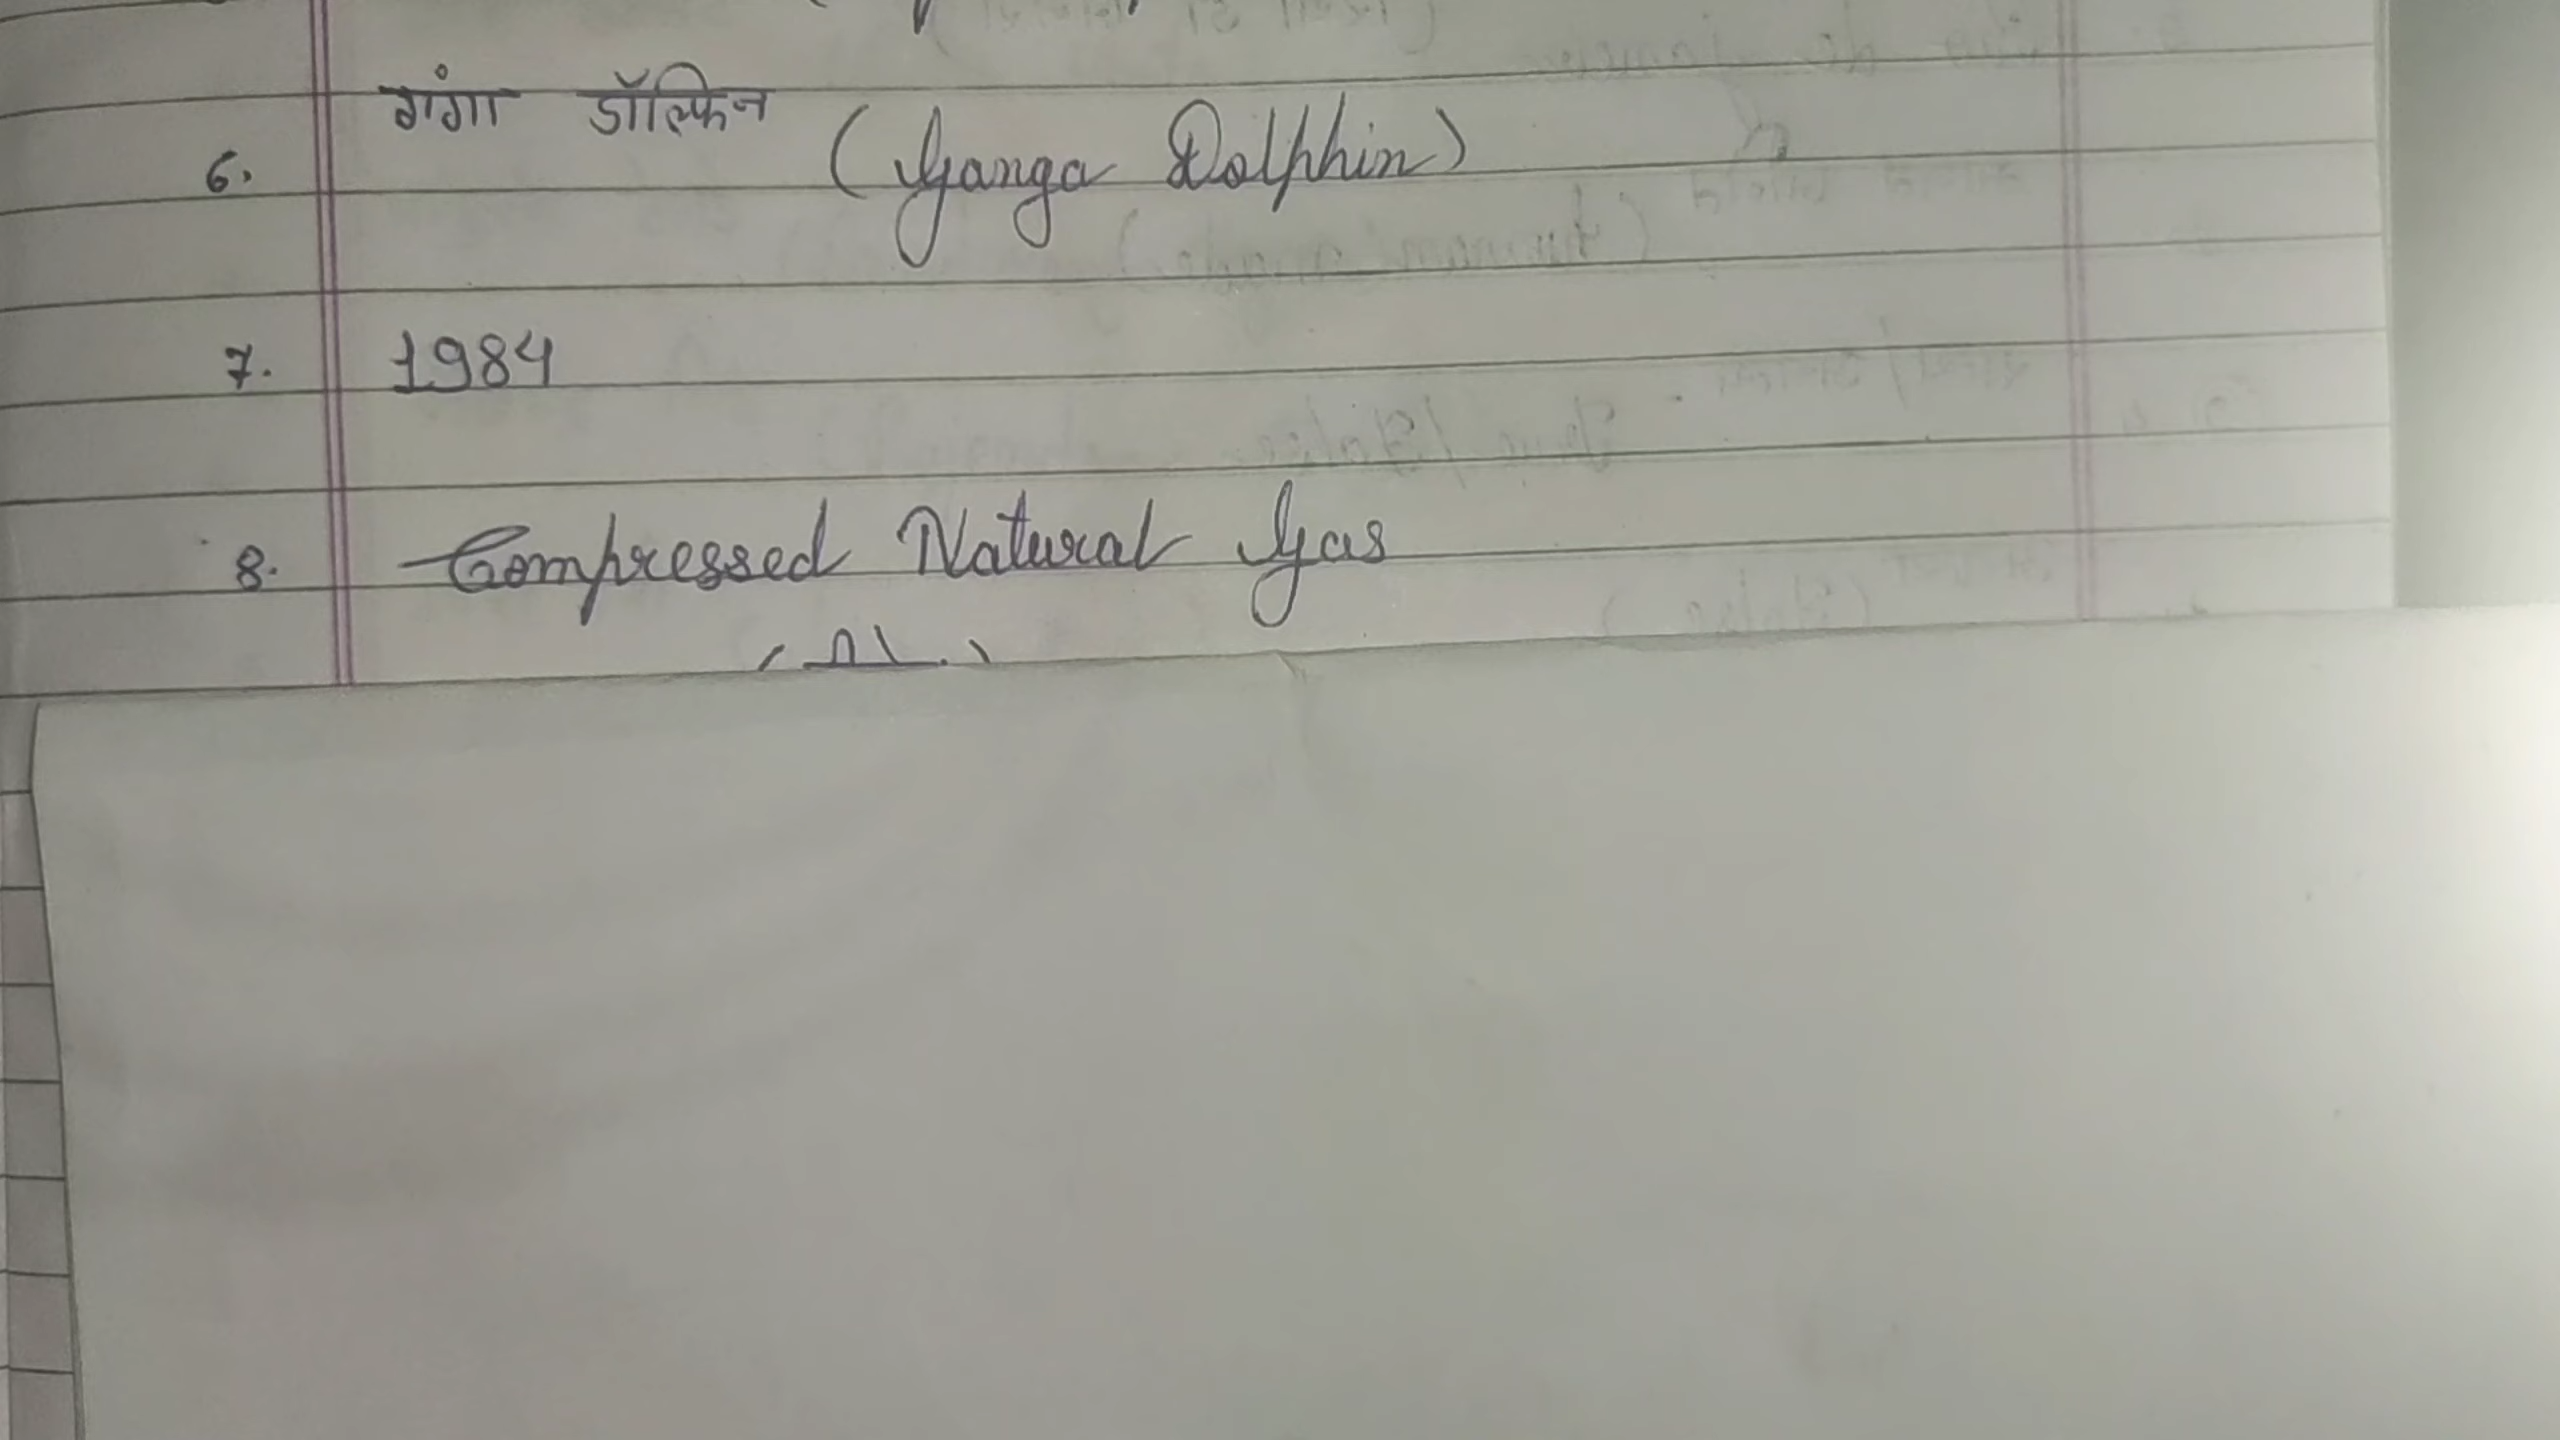 6. गंगा डॉल्फिन (Ganga Dolphin)
7. 1984
8. Compressed Natural Gas